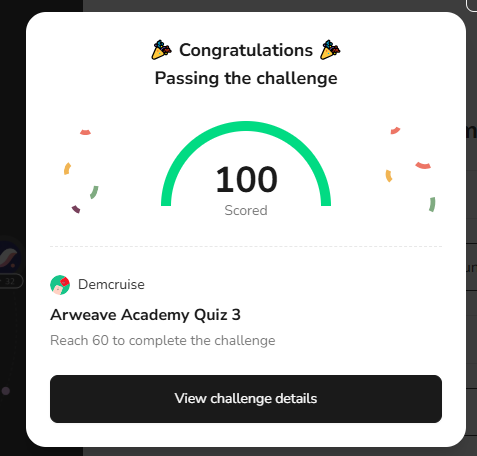 Congratulations
Passing the challenge
100
Scored
Demcruise
Arweave Academy Quiz 3
Reach 60 to complete the challenge
View challenge details